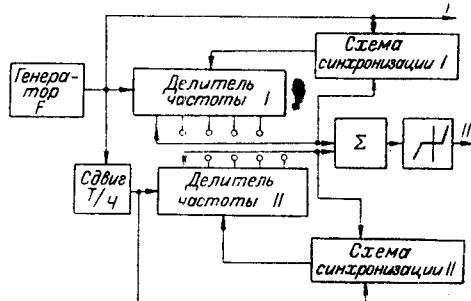 I
Схема
синхронизации I
Генера-
тор
F
Делитель
частоты I
Σ
II
Сдвиг
T/4
Делитель
частоты II
Схема
синхронизации II